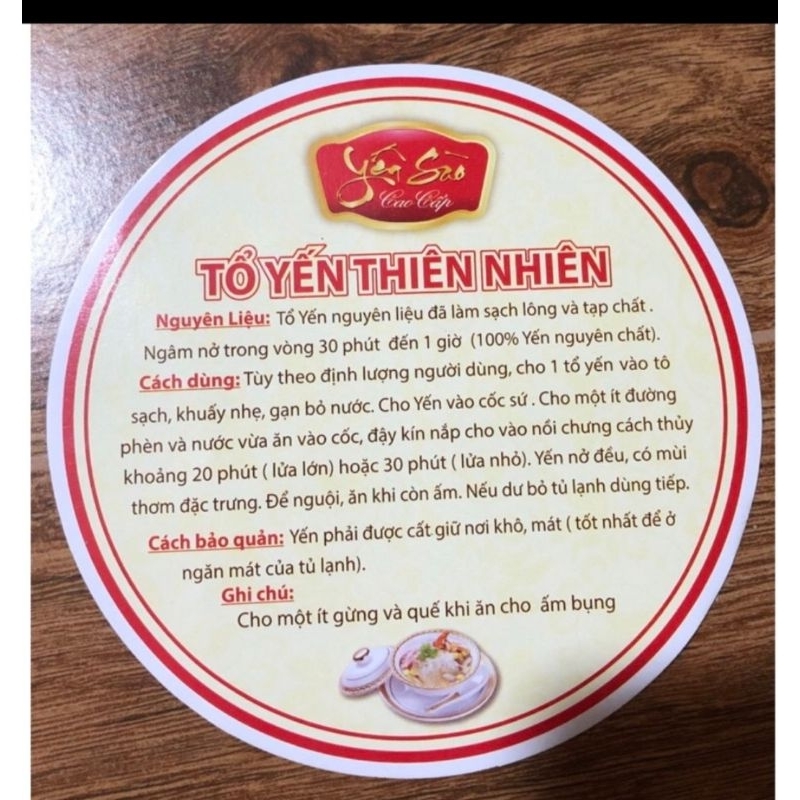 Yến Sào
Cao Cấp
TỔ YẾN THIÊN NHIÊN
Nguyên Liệu: Tổ Yến nguyên liệu đã làm sạch lông và tạp chất .
Ngâm nở trong vòng 30 phút đến 1 giờ (100% Yến nguyên chất).
Cách dùng: Tùy theo định lượng người dùng, cho 1 tổ yến vào tô
sạch, khuấy nhẹ, gạn bỏ nước. Cho Yến vào cốc sứ . Cho một ít đường
phèn và nước vừa ăn vào cốc, đậy kín nắp cho vào nồi chưng cách thủy
khoảng 20 phút ( lửa lớn) hoặc 30 phút ( lửa nhỏ). Yến nở đều, có mùi
thơm đặc trưng. Để nguội, ăn khi còn ấm. Nếu dư bỏ tủ lạnh dùng tiếp.
Cách bảo quản: Yến phải được cất giữ nơi khô, mát ( tốt nhất để ở
ngăn mát của tủ lạnh).
Ghi chú:
Cho một ít gừng và quế khi ăn cho ấm bụng